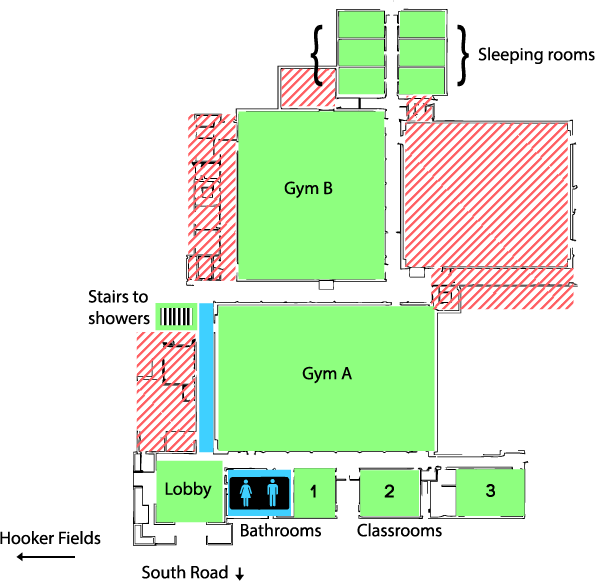 Sleeping rooms
Gym B
Stairs to
showers
Gym A
Lobby
1
2
3
Bathrooms
Classrooms
Hooker Fields
South Road